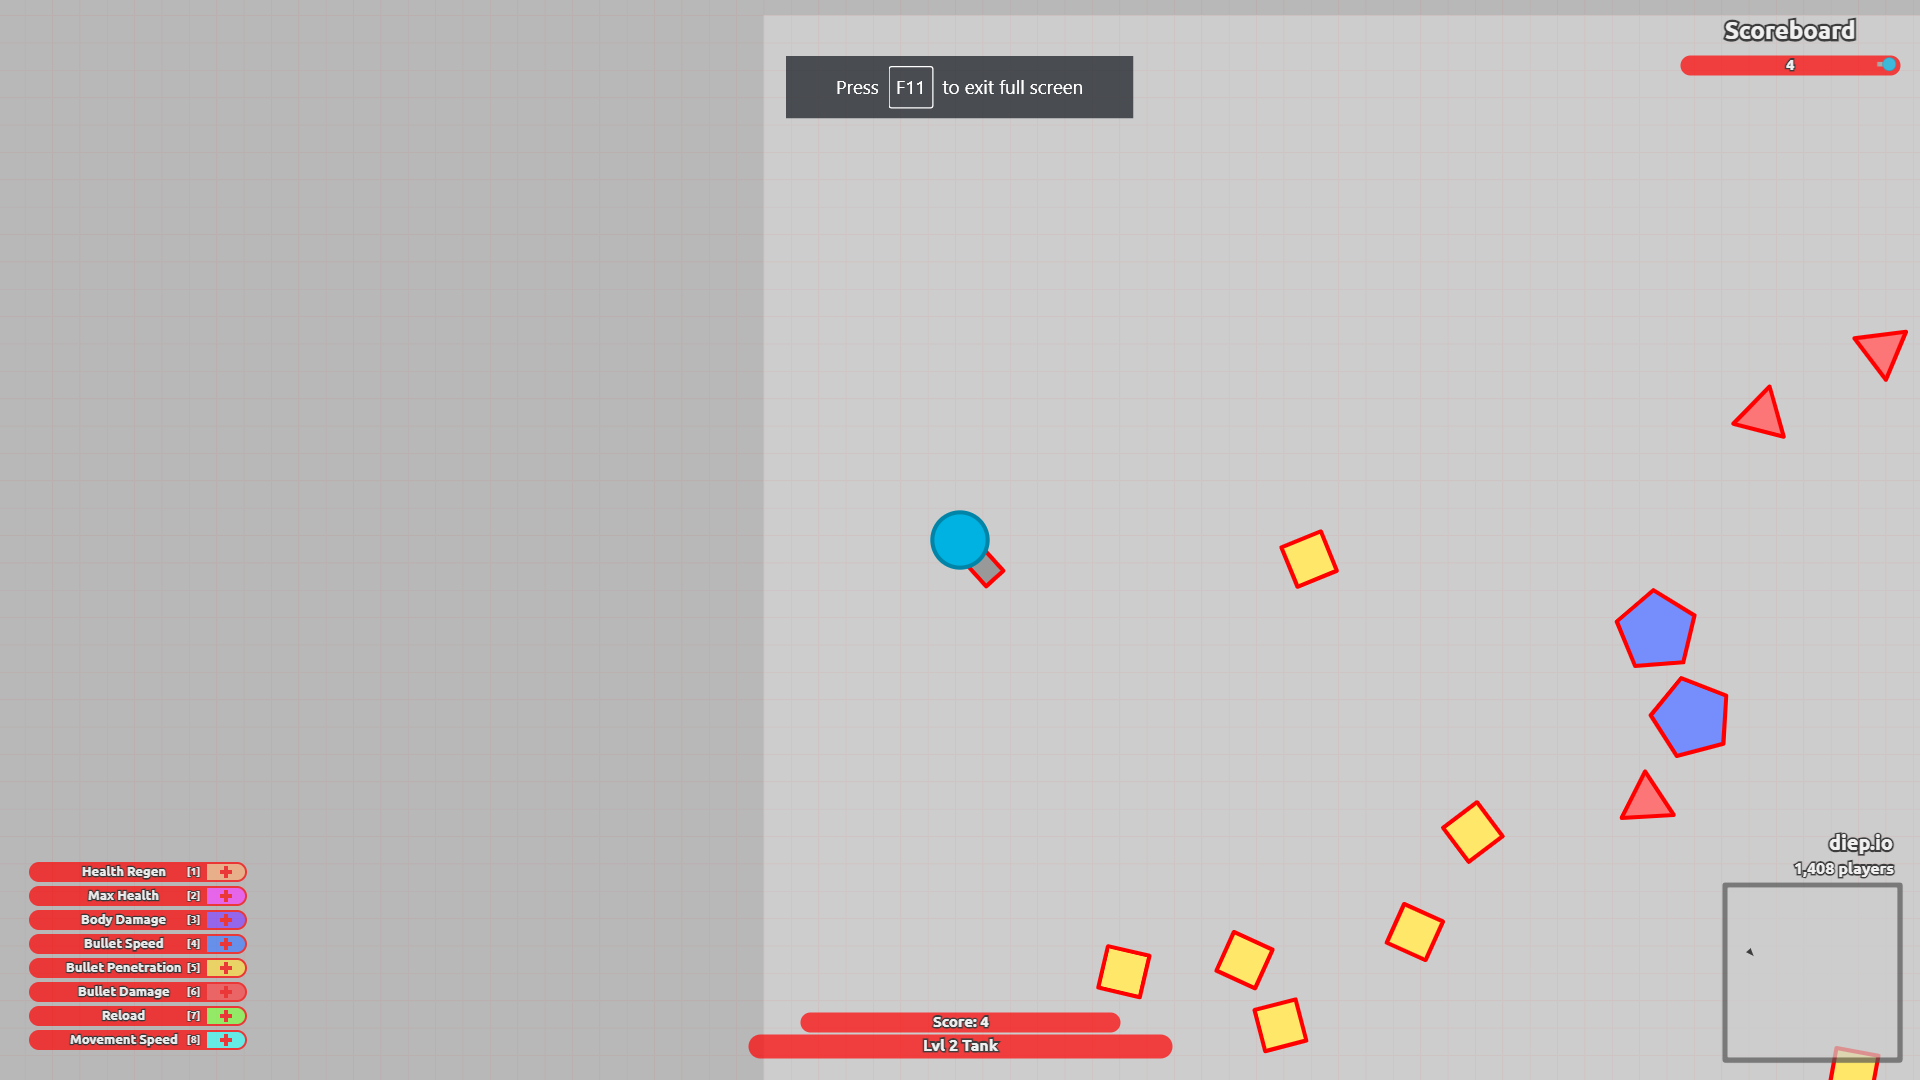 Scoreboard
4
Press F11 to exit full screen
diep.io
1,408 players
Health Regen [1]
Max Health [2]
Body Damage [3]
Bullet Speed [4]
Bullet Penetration [5]
Bullet Damage [6]
Reload [7]
Movement Speed [8]
Score: 4
Lvl 2 Tank